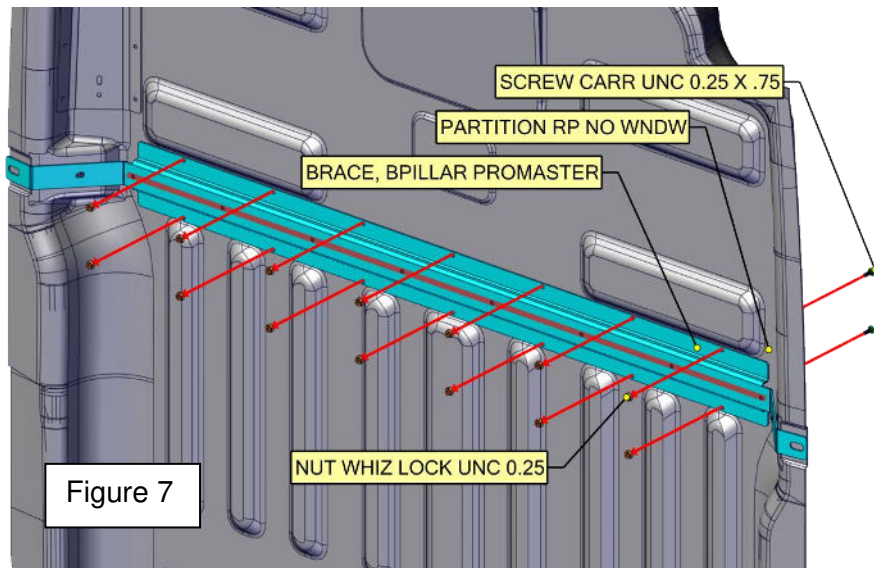 SCREW CARR UNC 0.25 X .75
PARTITION RP NO WNDW
BRACE, BPILLAR PROMASTER
NUT WHIZ LOCK UNC 0.25
Figure 7